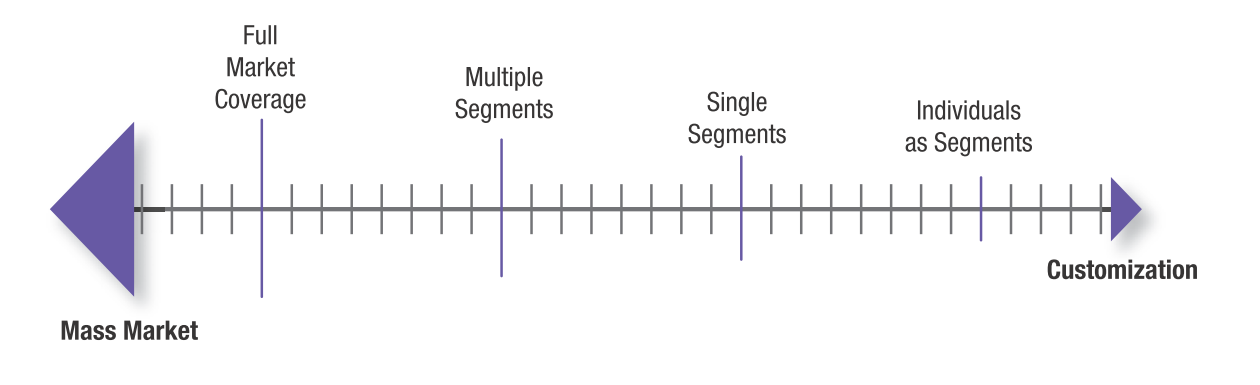 Full
Market
Coverage
Multiple
Segments
Single
Segments
Individuals
as Segments
Customization
Mass Market